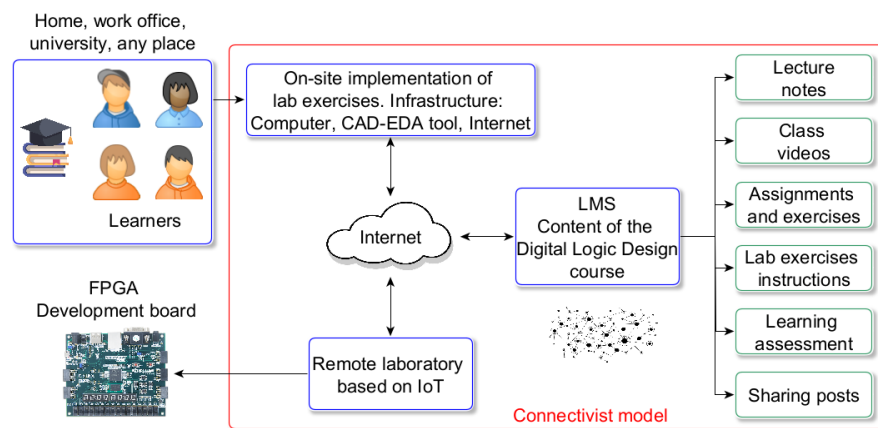 Home, work office,
university, any place
Learners
On-site implementation of
lab exercises. Infrastructure:
Computer, CAD-EDA tool, Internet
Internet
LMS
Content of the
Digital Logic Design
course
Lecture
notes
Class
videos
Assignments
and exercises
Lab exercises
instructions
Learning
assessment
Sharing posts
FPGA
Development board
Remote laboratory
based on IoT
Connectivist model